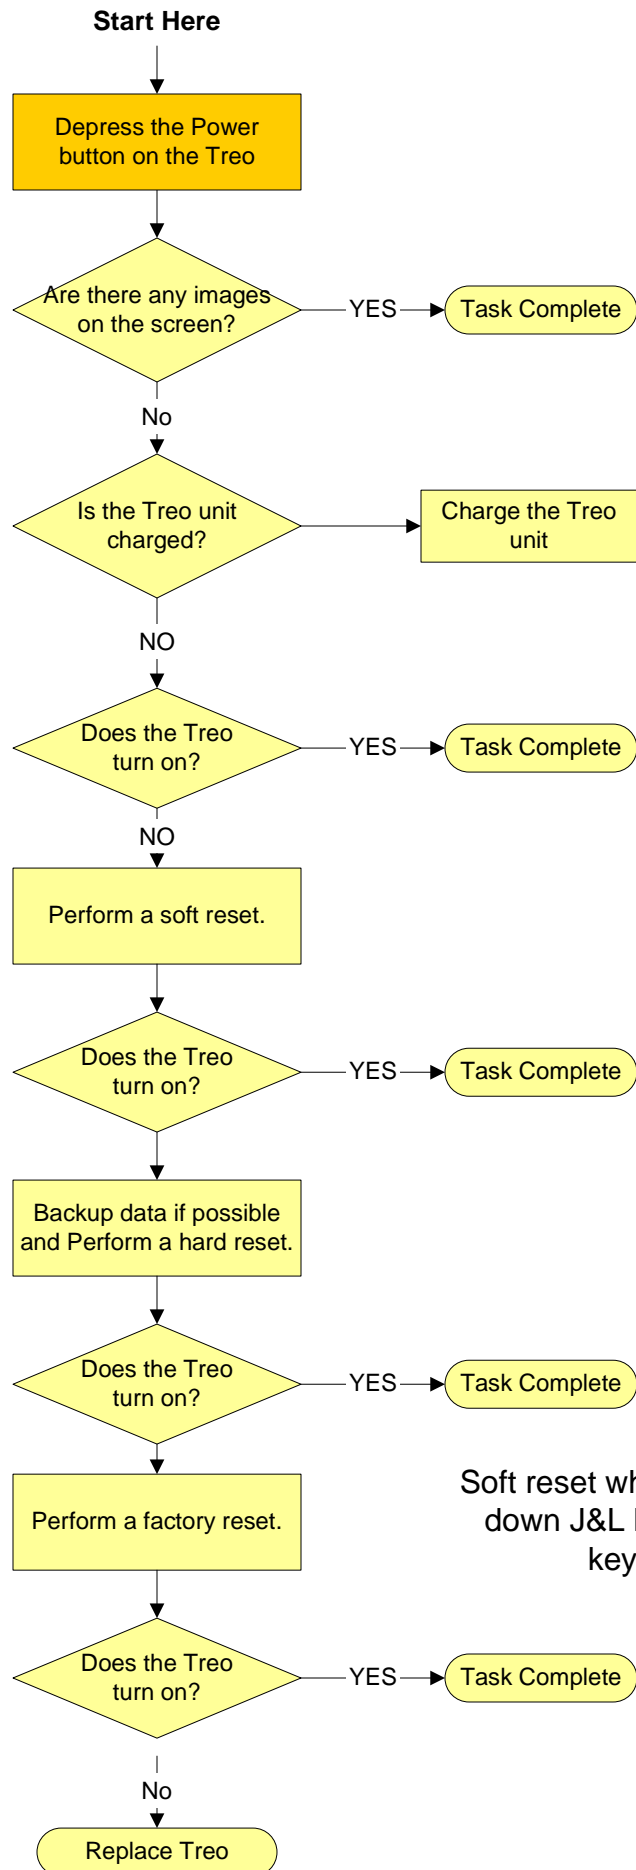 Start Here
Depress the Power
button on the Treo
Are there any images
on the screen?
YES
Task Complete
No
Is the Treo unit
charged?
Charge the Treo
unit
NO
Does the Treo
turn on?
YES
Task Complete
NO
Perform a soft reset.
Does the Treo
turn on?
YES
Task Complete
Backup data if possible
and Perform a hard reset.
Does the Treo
turn on?
YES
Task Complete
Perform a factory reset.
Soft reset
down J&L
key
Does the Treo
turn on?
YES
Task Complete
No
Replace Treo